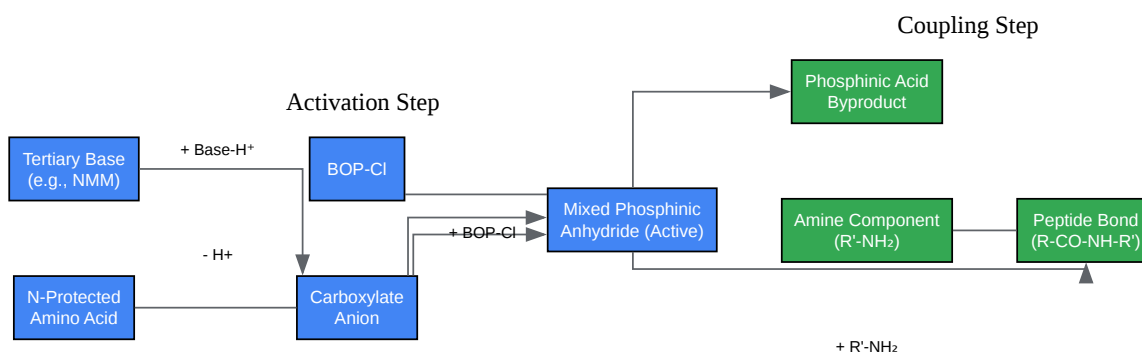 Coupling Step
Phosphinic Acid
Byproduct
Activation Step
Tertiary Base
(e.g., NMM)
+ Base-H⁺
BOP-Cl
Mixed Phosphinic
Anhydride (Active)
+ BOP-Cl
Amine Component
(R'-NH₂)
Peptide Bond
(R-CO-NH-R')
- H+
N-Protected
Amino Acid
Carboxylate
Anion
+ R'-NH₂